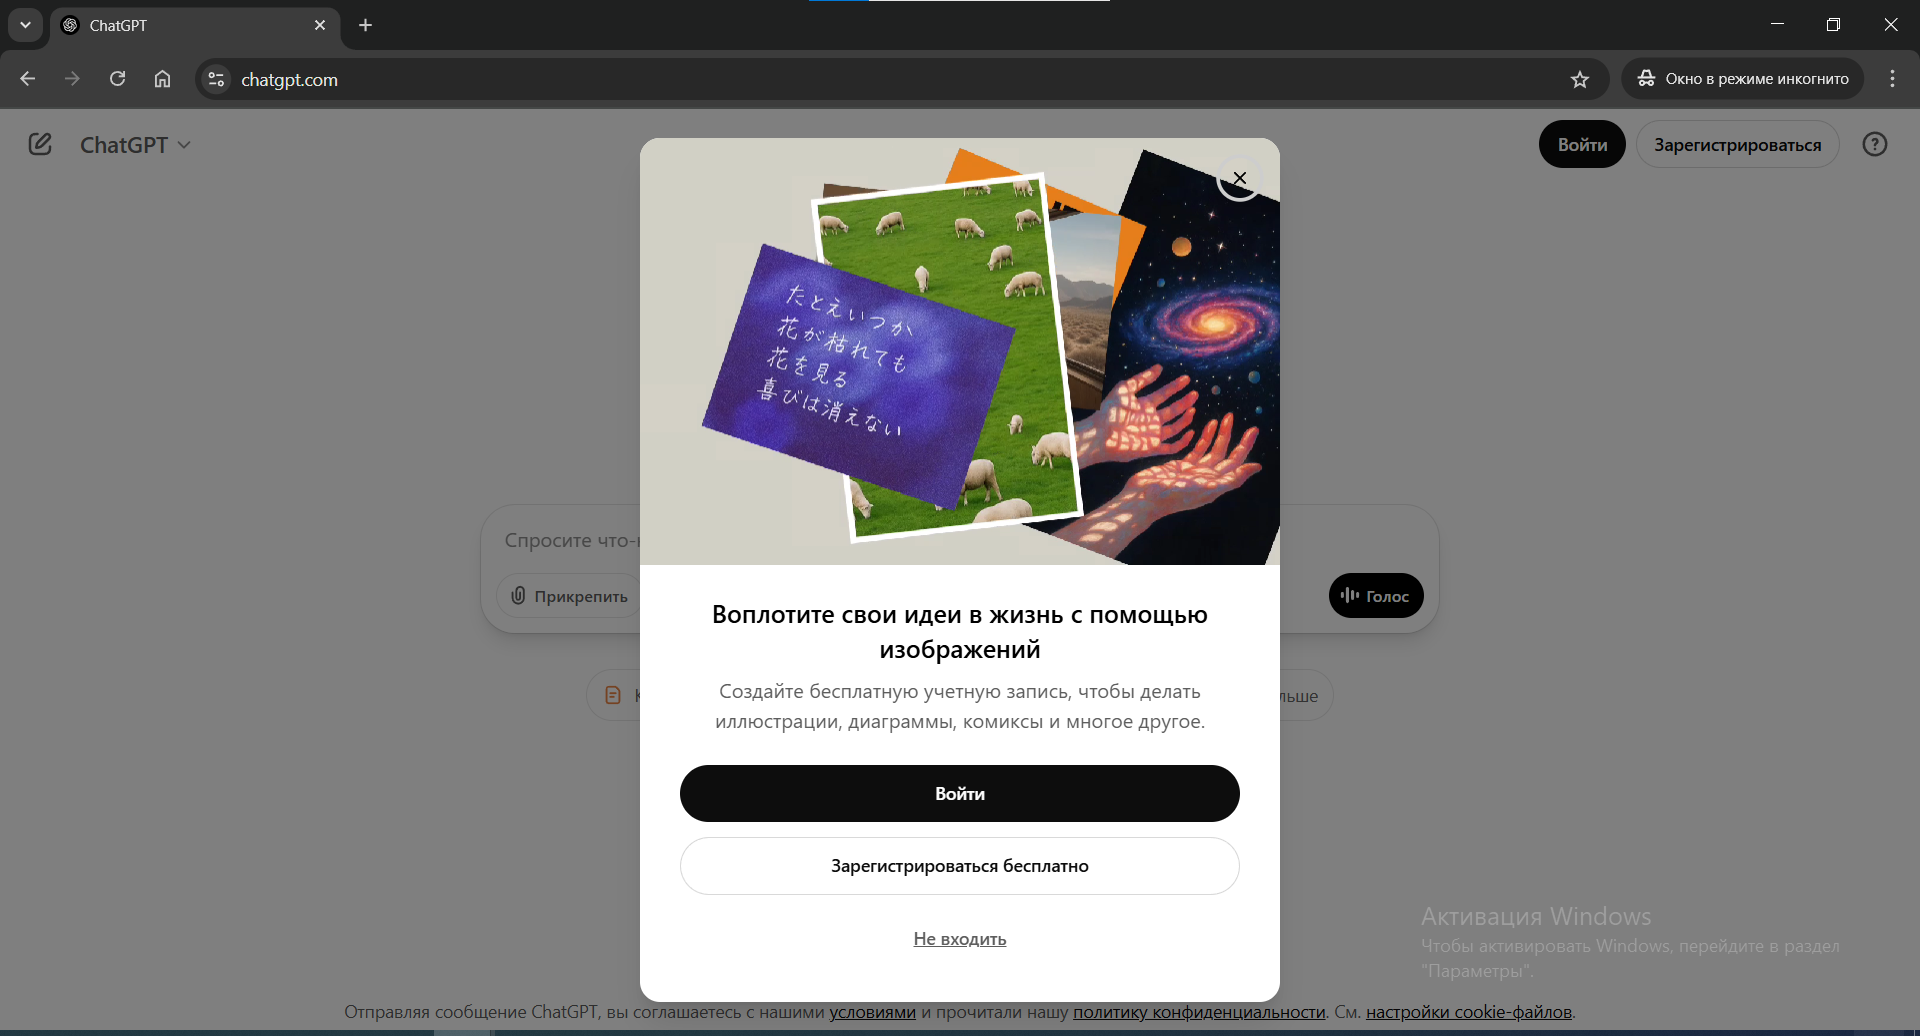 ChatGPT
chatgpt.com
Окно в режиме инкогнито
ChatGPT
Войти
Зарегистрироваться
たとえいつか
花が枯れても
花を見る
喜びは消えない
Спросите что-
Прикрепить
Голос
льше
Воплотите свои идеи в жизнь с помощью
изображений
Создайте бесплатную учетную запись, чтобы делать
иллюстрации, диаграммы, комиксы и многое другое.
Войти
Зарегистрироваться бесплатно
Не входить
Активация Windows
Чтобы активировать Windows, перейдите в раздел
"Параметры".
Отправляя сообщение ChatGPT, вы соглашаетесь с нашими условиями и прочитали нашу политику конфиденциальности. См. настройки cookie-файлов.